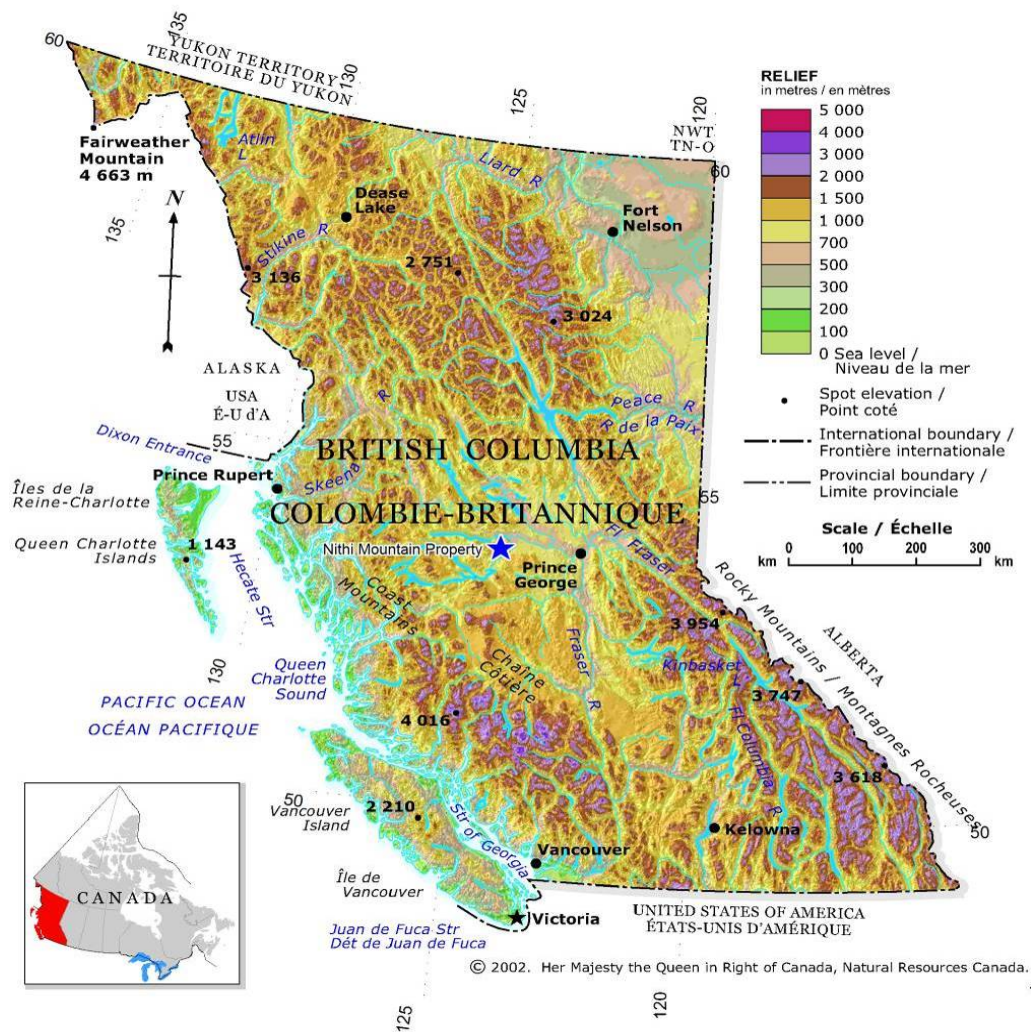 60
135
YUKON TERRITORY
TERRITOIRE DU YUKON
130
125
120
NWT
TN-O
60
Fairweather
Mountain
4 663 m
135
N
Atlin
L
Dease
Lake
Liard R
Fort
Nelson
Stikine R
3 136
2 751
3 024
ALASKA
USA
É-U d'A
55
Dixon Entrance
Prince Rupert
Skeena R
Peace R
R de la Paix
BRITISH COLUMBIA
COLOMBIE-BRITANNIQUE
55
Îles de la
Reine-Charlotte
Queen Charlotte
Islands
1 143
Hecate Str
Nithi Mountain Property
Prince
George
Fl Fraser
Coast
Mountains
130
Queen
Charlotte
Sound
Chaîne
Côtière
Fraser
R
3 954
Kinbasket
L
Rocky Mountains / Montagnes Rocheuses
ALBERTA
3 747
PACIFIC OCEAN
OCÉAN PACIFIQUE
4 016
Fl Columbia R
3 618
50
Vancouver
Island
2 210
Str of Georgia
Kelowna
50
Vancouver
Île de
Vancouver
Victoria
Juan de Fuca Str
Dét de Juan de Fuca
UNITED STATES OF AMERICA
ÉTATS-UNIS D'AMÉRIQUE
125
120
© 2002. Her Majesty the Queen in Right of Canada, Natural Resources Canada.
CANADA
RELIEF
in metres / en mètres
5 000
4 000
3 000
2 000
1 500
1 000
700
500
300
200
100
0 Sea level /
Niveau de la mer
Spot elevation /
Point coté
International boundary /
Frontière internationale
Provincial boundary /
Limite provinciale
Scale / Échelle
0 100 200 300
km km